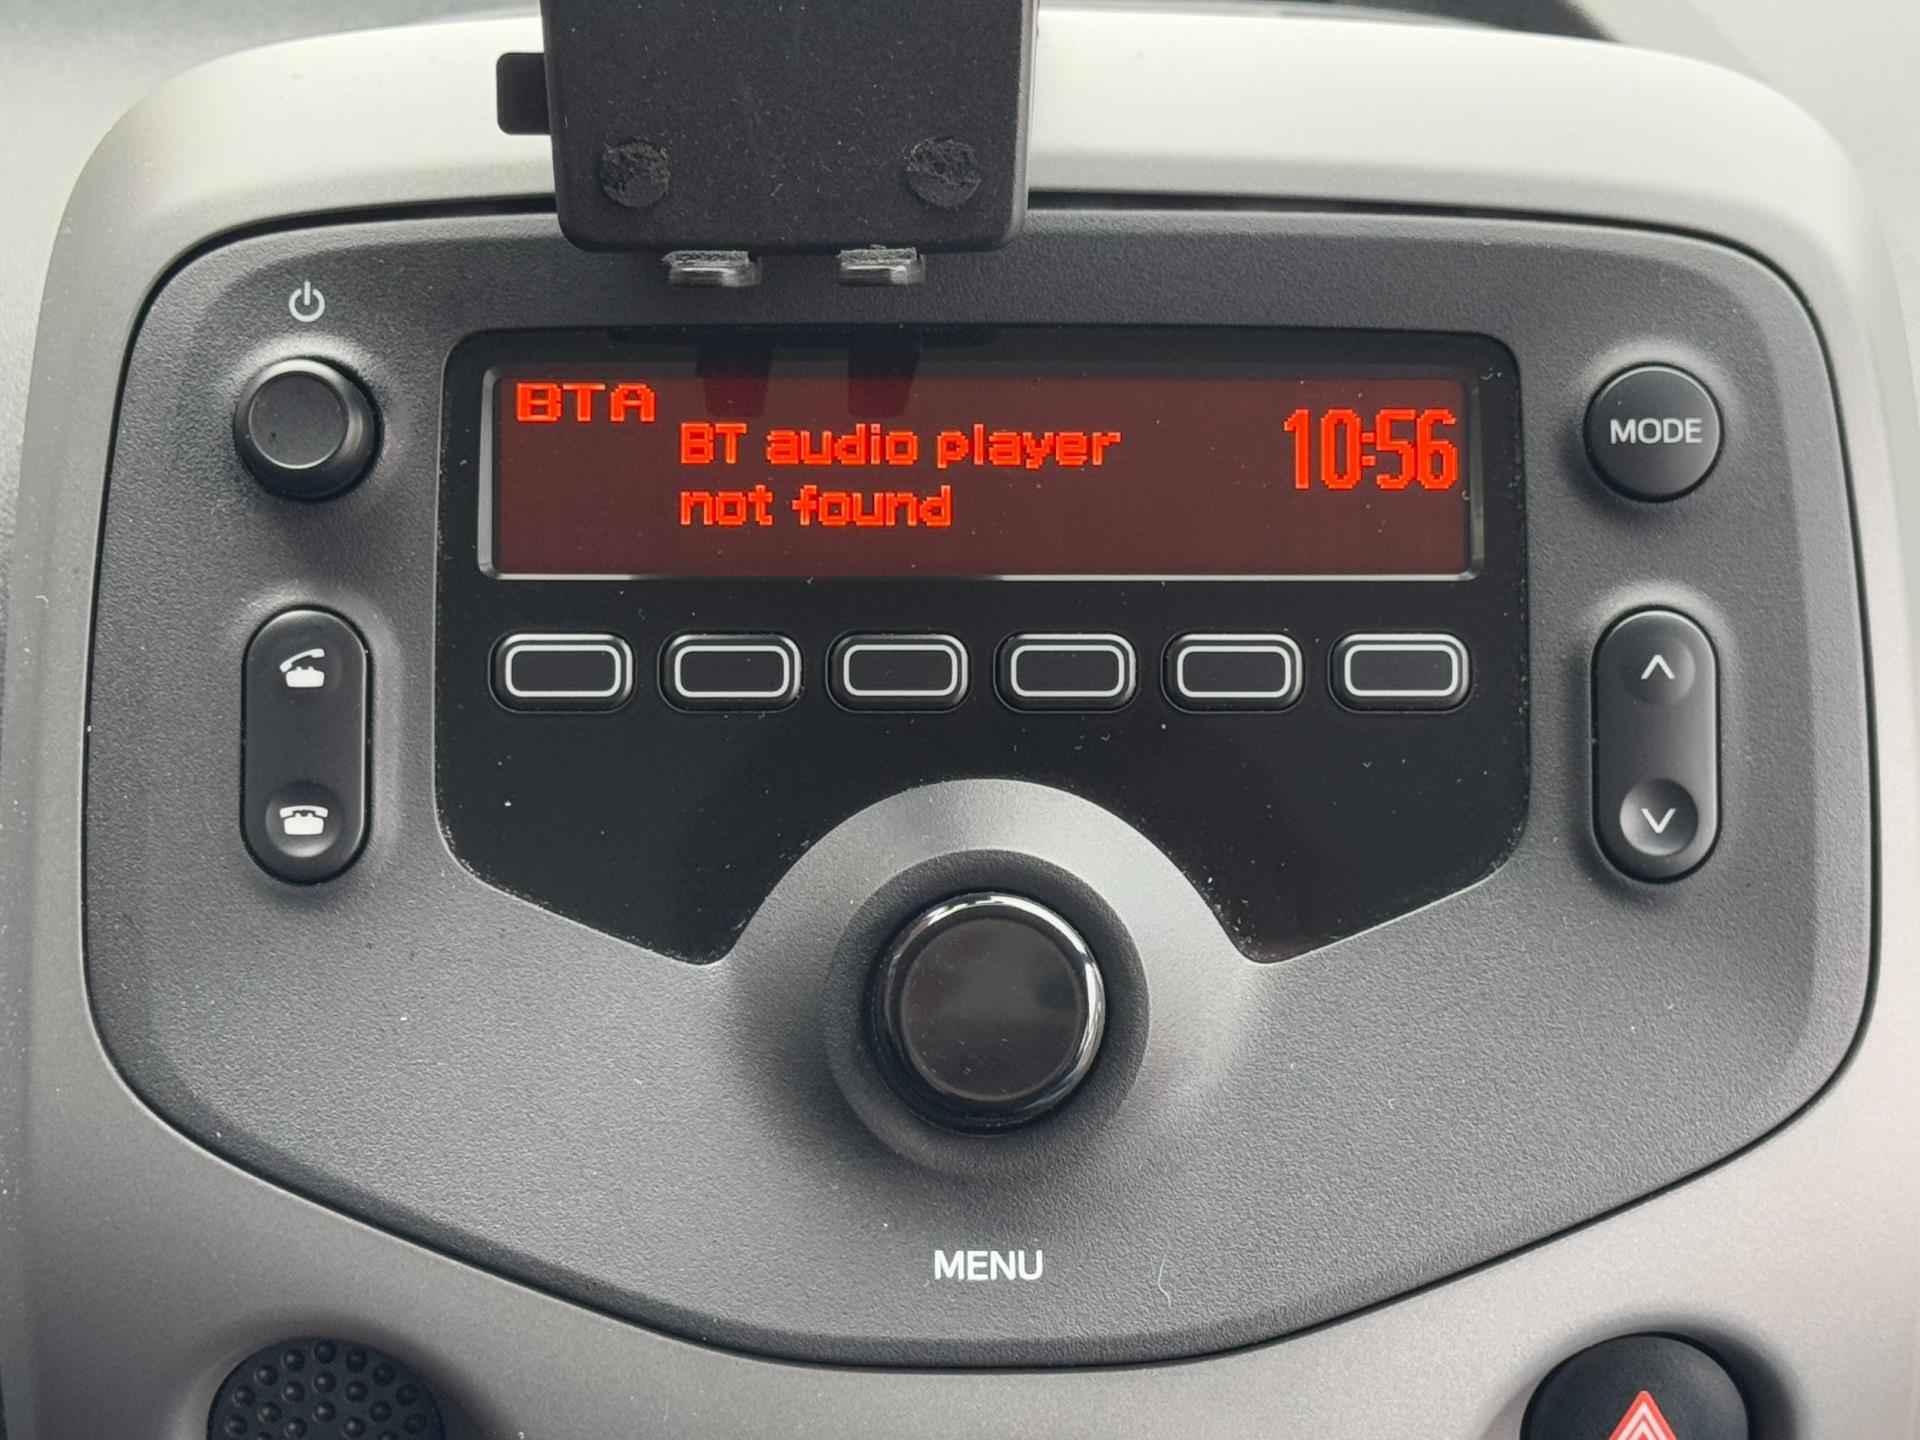 BTA
BT audio player
not found
10:56
MODE
MENU